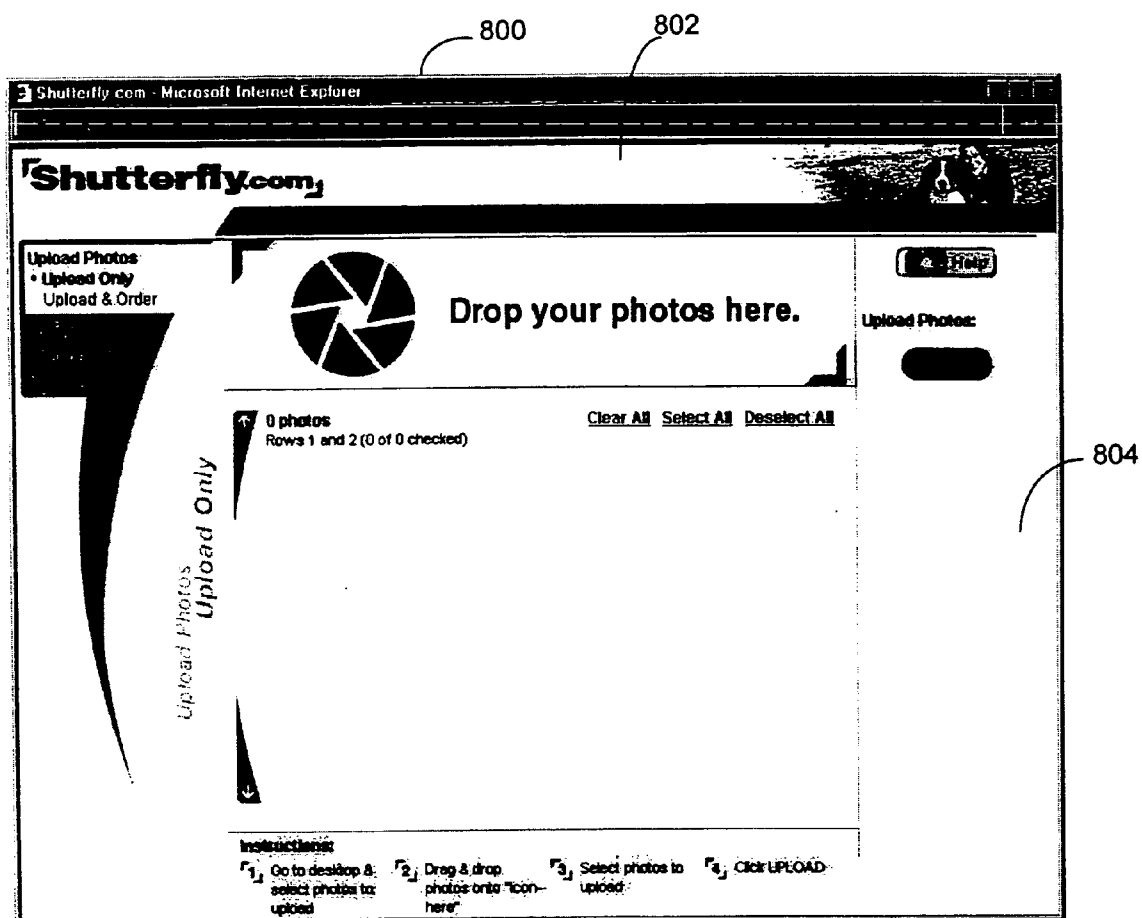 800
802
Shutterfly.com - Microsoft Internet Explorer
Shutterfly.com
Upload Photos
• Upload Only
Upload & Order
Drop your photos here.
Help
Upload Photos:
0 photos
Rows 1 and 2 (0 of 0 checked)
Clear All Select All Deselect All
804
Upload Photos
Upload Only
Instructions:
1 Go to desktop & select photos to upload
2 Drag & drop photos onto "icon--here"
3 Select photos to upload
4 Click UPLOAD